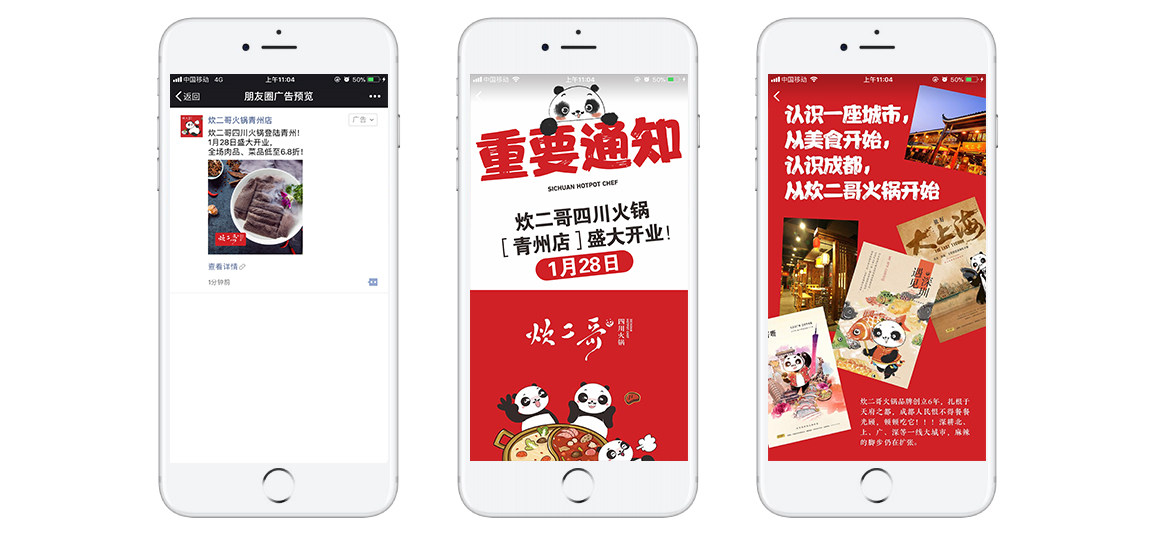 中国移动 4G 上午11:04 50%
返回 朋友圈广告预览
炊二哥火锅青州店 广告
炊二哥四川火锅登陆青州!
1月28日盛大开业,
全场肉品、菜品低至6.8折!
炊二哥
查看详情
1分钟前
中国移动 上午11:04 50%
重要通知
SICHUAN HOTPOT CHEF
炊二哥四川火锅
[青州店]盛大开业!
1月28日
炊二哥
四川火锅
中国移动 上午11:04 50%
认识一座城市,
从美食开始,
认识成都,
从炊二哥火锅开始
大上海
遇见
深圳
炊二哥火锅品牌创立6年,扎根于
天府之都,成都人民恨不得餐餐
光顾,顿顿吃它!!!深耕北、
上、广、深等一线大城市,麻辣
的脚步仍在扩张。